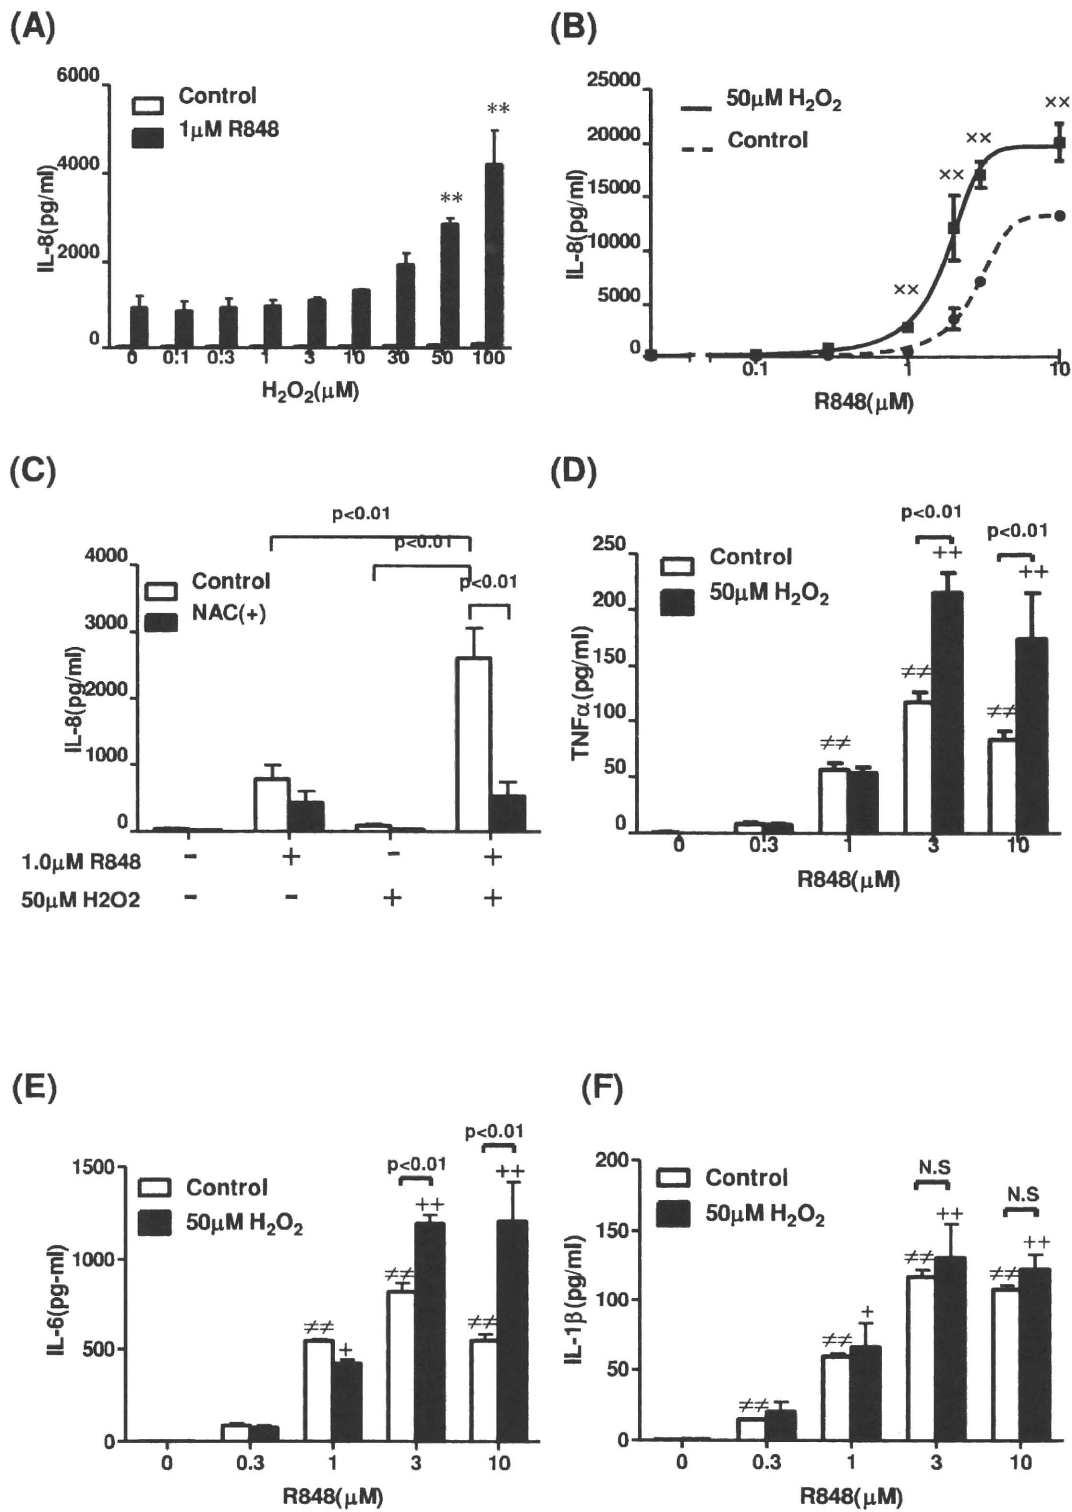 (A)
6000
4000
2000
0
IL-8(pg/ml)
Control
1μM R848
**
**
0 0.1 0.3 1 3 10 30 50 100
H₂O₂(μM)
(B)
25000
20000
15000
10000
5000
0
IL-8(pg/ml)
50μM H₂O₂
Control
××
××
××
××
0.1 1 10
R848(μM)
(C)
p<0.01
p<0.01
p<0.01
4000
3000
2000
1000
0
IL-8(pg/ml)
Control
NAC(+)
1.0μM R848 - + - +
50μM H2O2 - - + +
(D)
p<0.01
p<0.01
250
200
150
100
50
0
TNFα(pg/ml)
Control
50μM H₂O₂
≠≠
≠≠
++
≠≠
++
0 0.3 1 3 10
R848(μM)
(E)
p<0.01
p<0.01
1500
1000
500
0
IL-6(pg-ml)
Control
50μM H₂O₂
≠≠
+
≠≠
++
≠≠
++
0 0.3 1 3 10
R848(μM)
(F)
N.S
N.S
200
150
100
50
0
IL-1β(pg/ml)
Control
50μM H₂O₂
≠≠
≠≠
+
≠≠
++
≠≠
++
0 0.3 1 3 10
R848(μM)